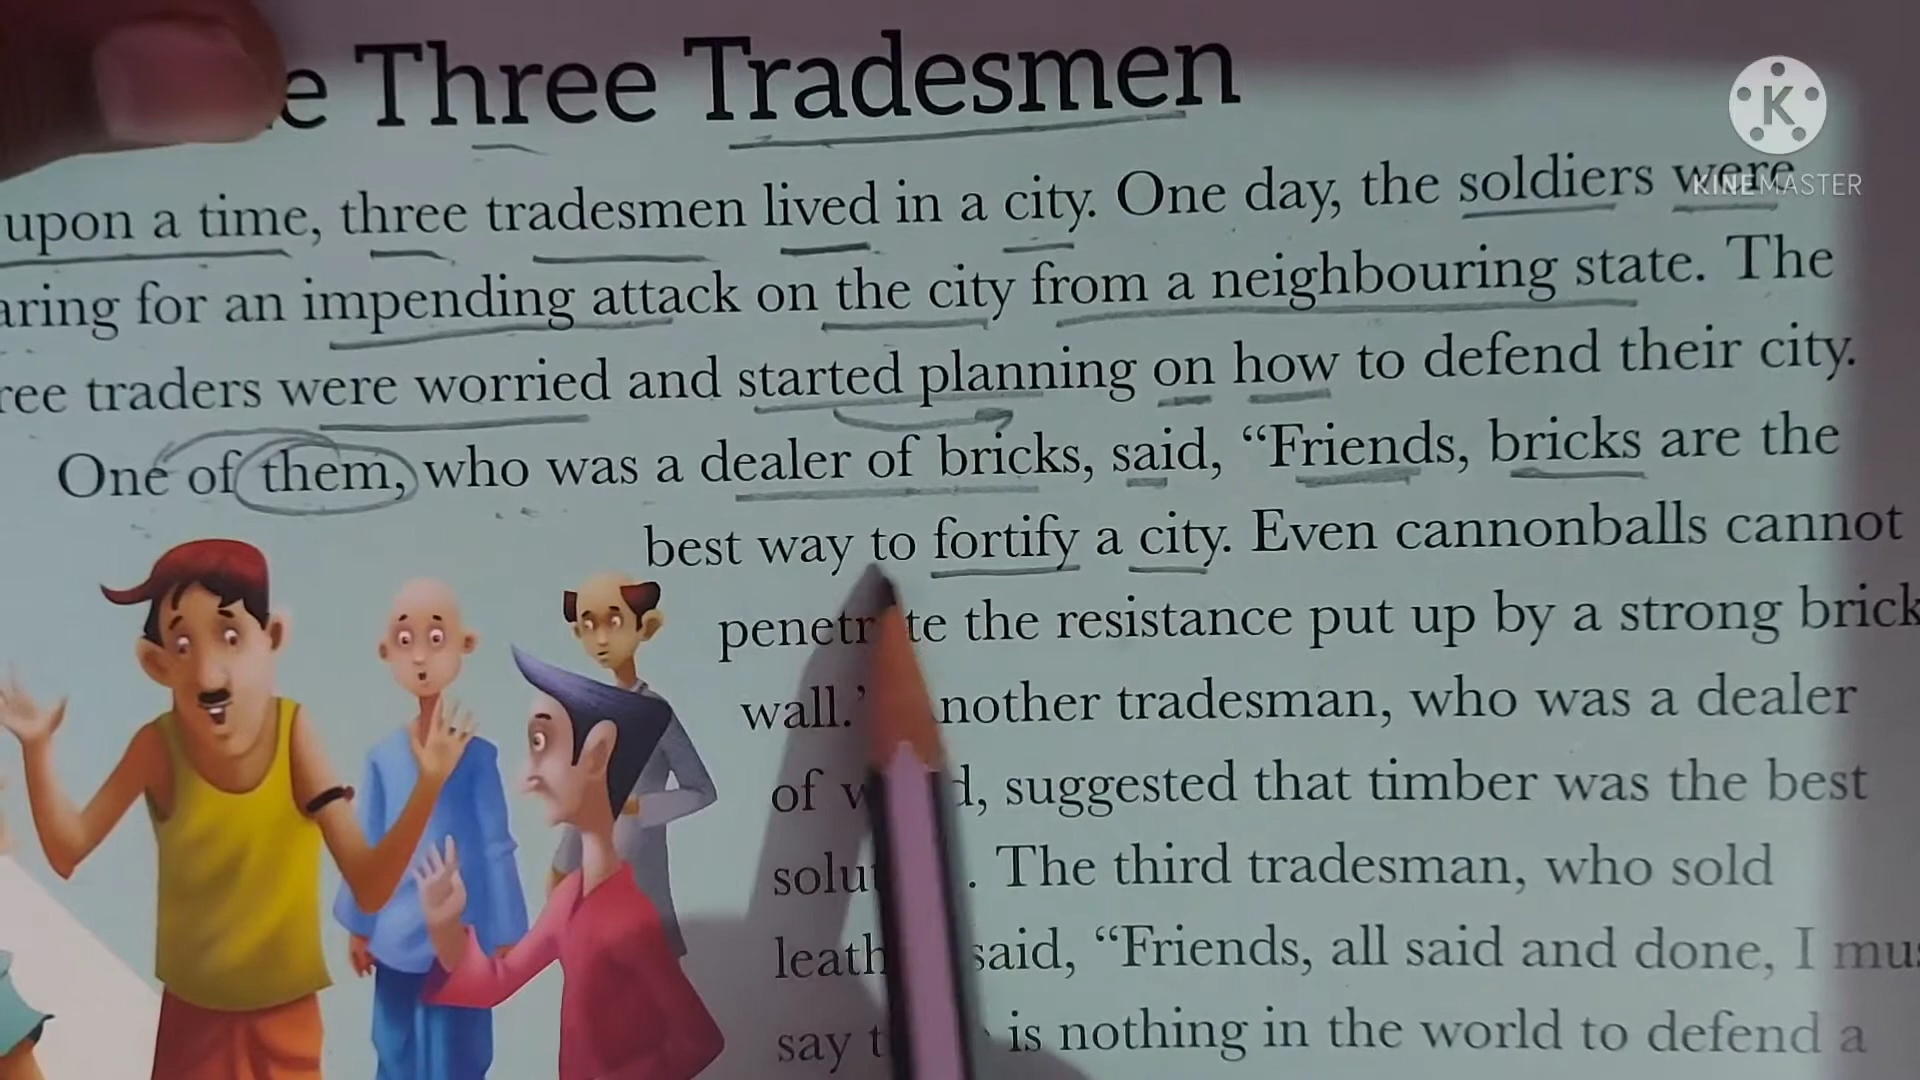 e Three Tradesmen
K
KINEMASTER
upon a time, three tradesmen lived in a city. One day, the soldiers were
aring for an impending attack on the city from a neighbouring state. The
ree traders were worried and started planning on how to defend their city.
One of them, who was a dealer of bricks, said, “Friends, bricks are the
best way to fortify a city. Even cannonballs cannot
penetr te the resistance put up by a strong brick
wall.’ nother tradesman, who was a dealer
of w d, suggested that timber was the best
solu . The third tradesman, who sold
leath said, “Friends, all said and done, I mus
say t is nothing in the world to defend a